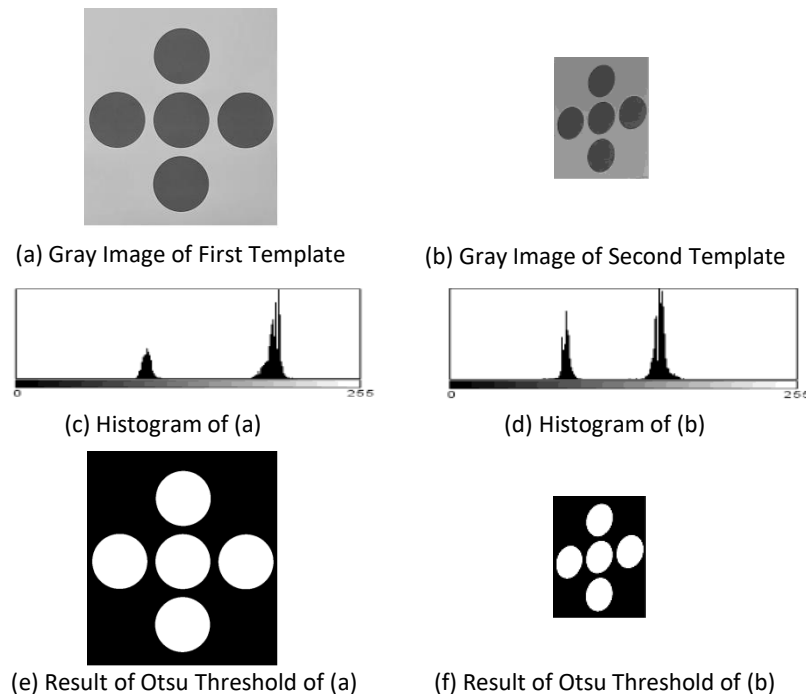 (a) Gray Image of First Template
(b) Gray Image of Second Template
0 255
0 255
(c) Histogram of (a)
(d) Histogram of (b)
(e) Result of Otsu Threshold of (a)
(f) Result of Otsu Threshold of (b)